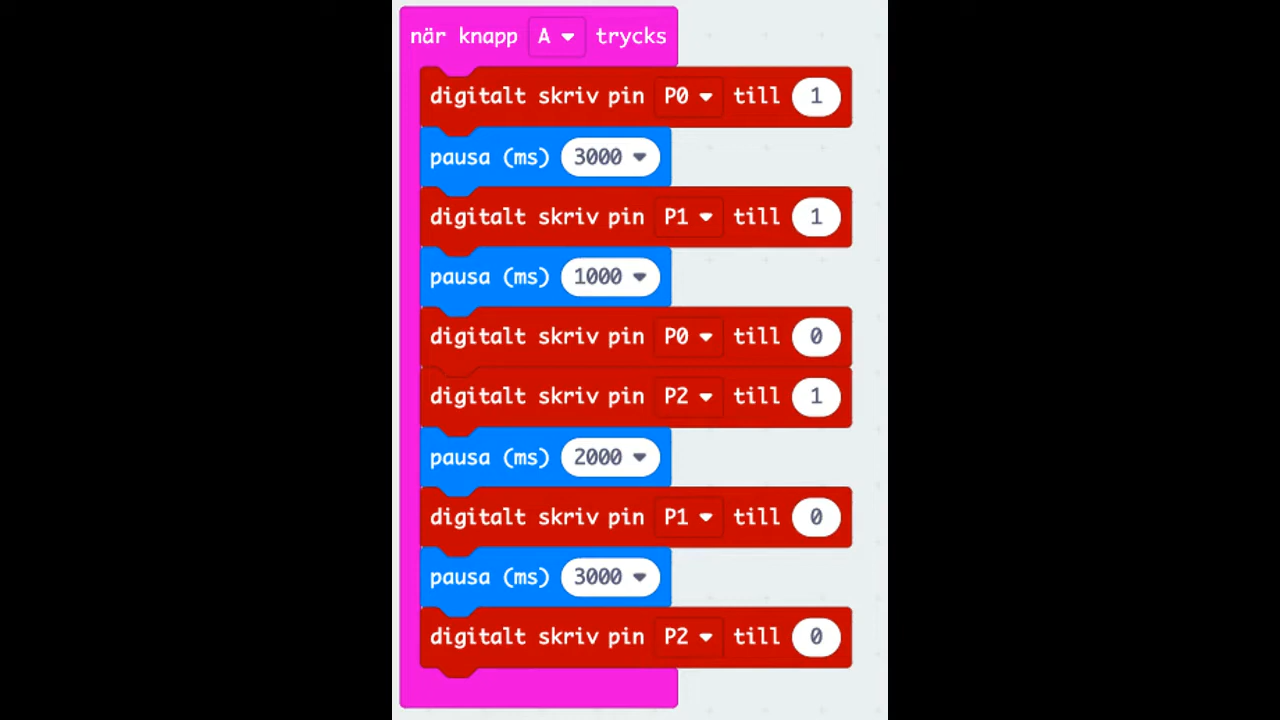 när knapp A trycks
digitalt skriv pin P0 till 1
pausa (ms) 3000
digitalt skriv pin P1 till 1
pausa (ms) 1000
digitalt skriv pin P0 till 0
digitalt skriv pin P2 till 1
pausa (ms) 2000
digitalt skriv pin P1 till 0
pausa (ms) 3000
digitalt skriv pin P2 till 0